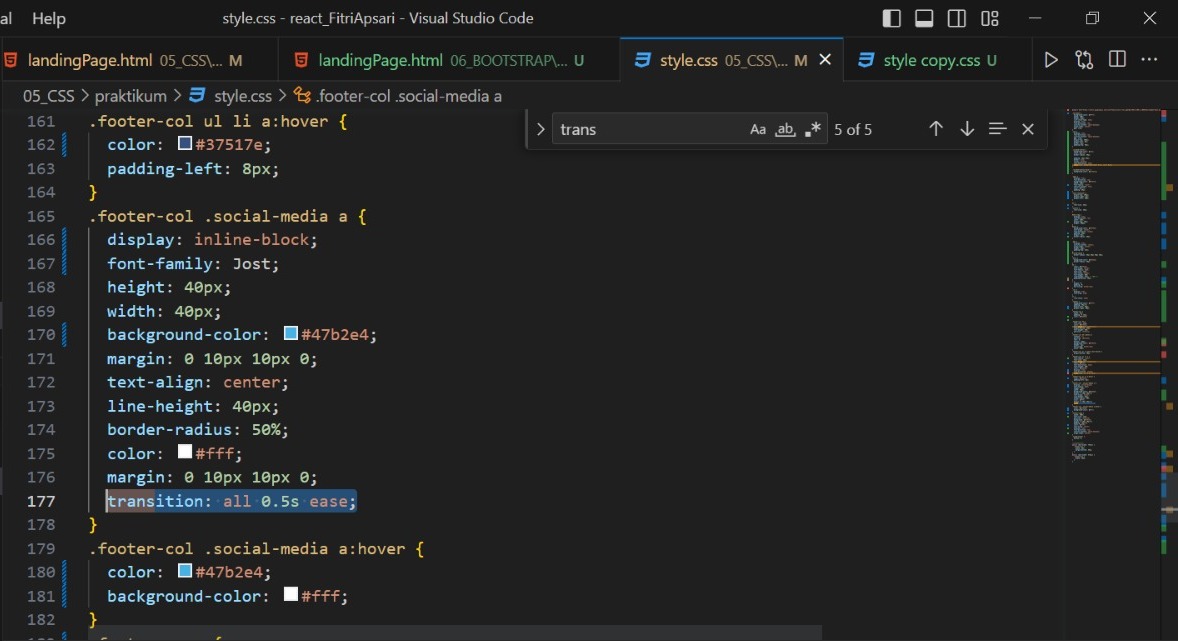 al Help style.css - react_FitriApsari - Visual Studio Code
landingPage.html 05_CSS\... M landingPage.html 06_BOOTSTRAP\... U style.css 05_CSS\... M style copy.css U
05_CSS > praktikum > style.css > .footer-col .social-media a
trans Aa ab, .* 5 of 5
161 .footer-col ul li a:hover {
162 color: #37517e;
163 padding-left: 8px;
164 }
165 .footer-col .social-media a {
166 display: inline-block;
167 font-family: Jost;
168 height: 40px;
169 width: 40px;
170 background-color: #47b2e4;
171 margin: 0 10px 10px 0;
172 text-align: center;
173 line-height: 40px;
174 border-radius: 50%;
175 color: #fff;
176 margin: 0 10px 10px 0;
177 transition: all 0.5s ease;
178 }
179 .footer-col .social-media a:hover {
180 color: #47b2e4;
181 background-color: #fff;
182 }